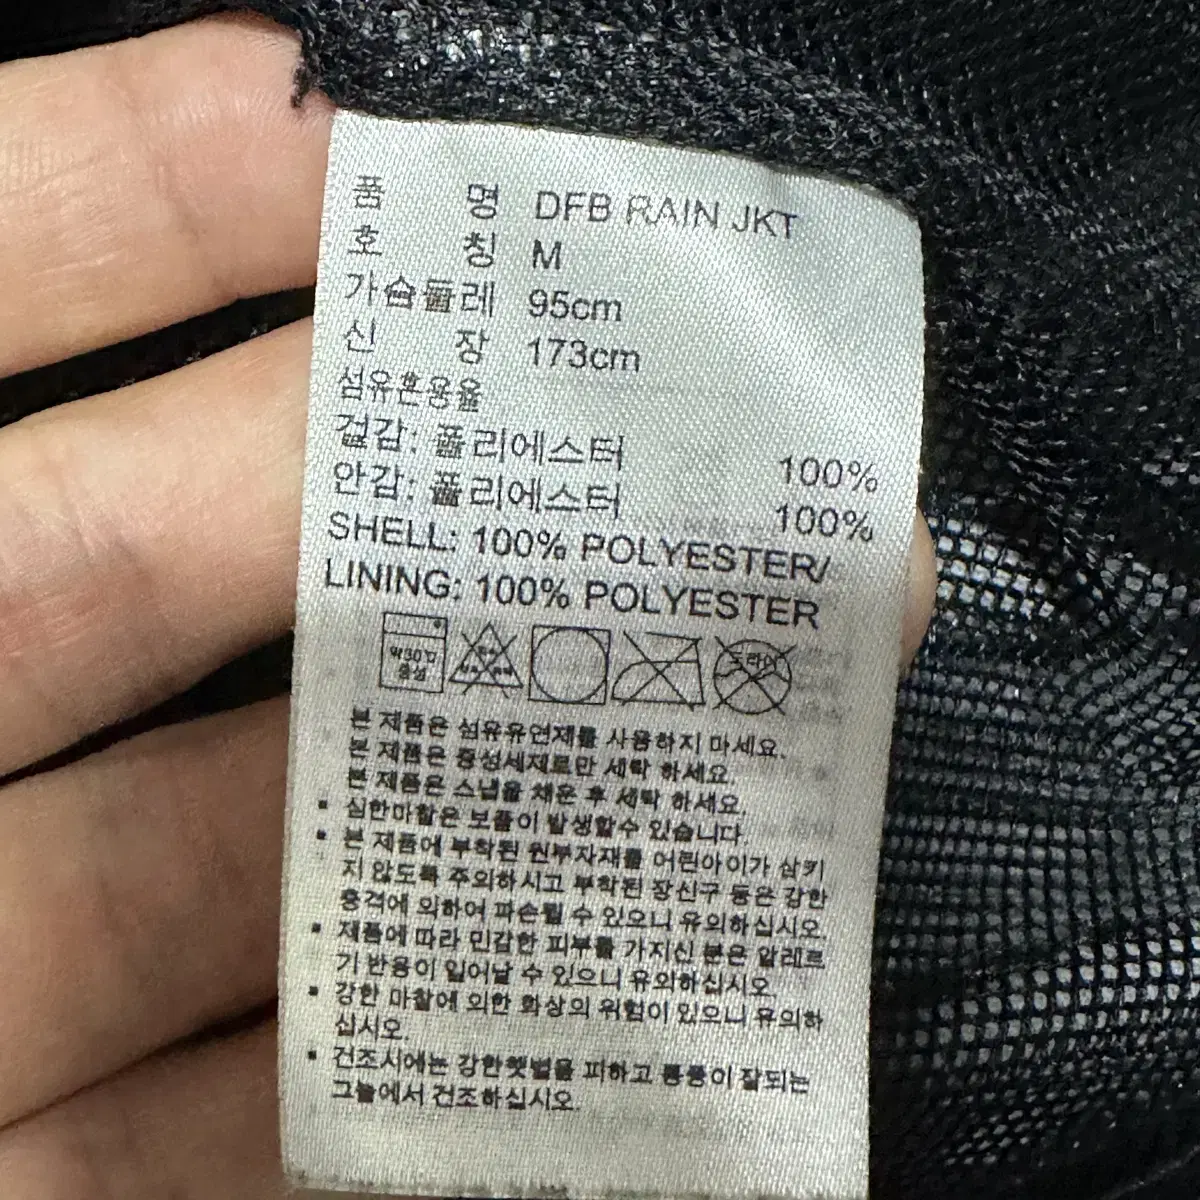 품 명 DFB RAIN JKT
호 칭 M
가슴둘레 95cm
신 장 173cm
섬유혼용율
겉감: 폴리에스터 100%
안감: 폴리에스터 100%
SHELL: 100% POLYESTER/
LINING: 100% POLYESTER
약30℃
중성
드라이
본 제품은 섬유유연제를 사용하지 마세요.
본 제품은 중성세제로만 세탁 하세요.
본 제품은 스냅을 채운 후 세탁 하세요.
▪ 심한마찰은 보풀이 발생할수 있습니다.
▪ 본 제품에 부착된 원부자재를 어린아이가 삼키
지 않도록 주의하시고 부착된 장신구 등은 강한
충격에 의하여 파손될 수 있으니 유의하십시오.
▪ 제품에 따라 민감한 피부를 가지신 분은 알레르
기 반응이 일어날 수 있으니 유의하십시오.
▪ 강한 마찰에 의한 화상의 위험이 있으니 유의하
십시오.
▪ 건조시에는 강한햇볕을 피하고 통풍이 잘되는
그늘에서 건조하십시오.